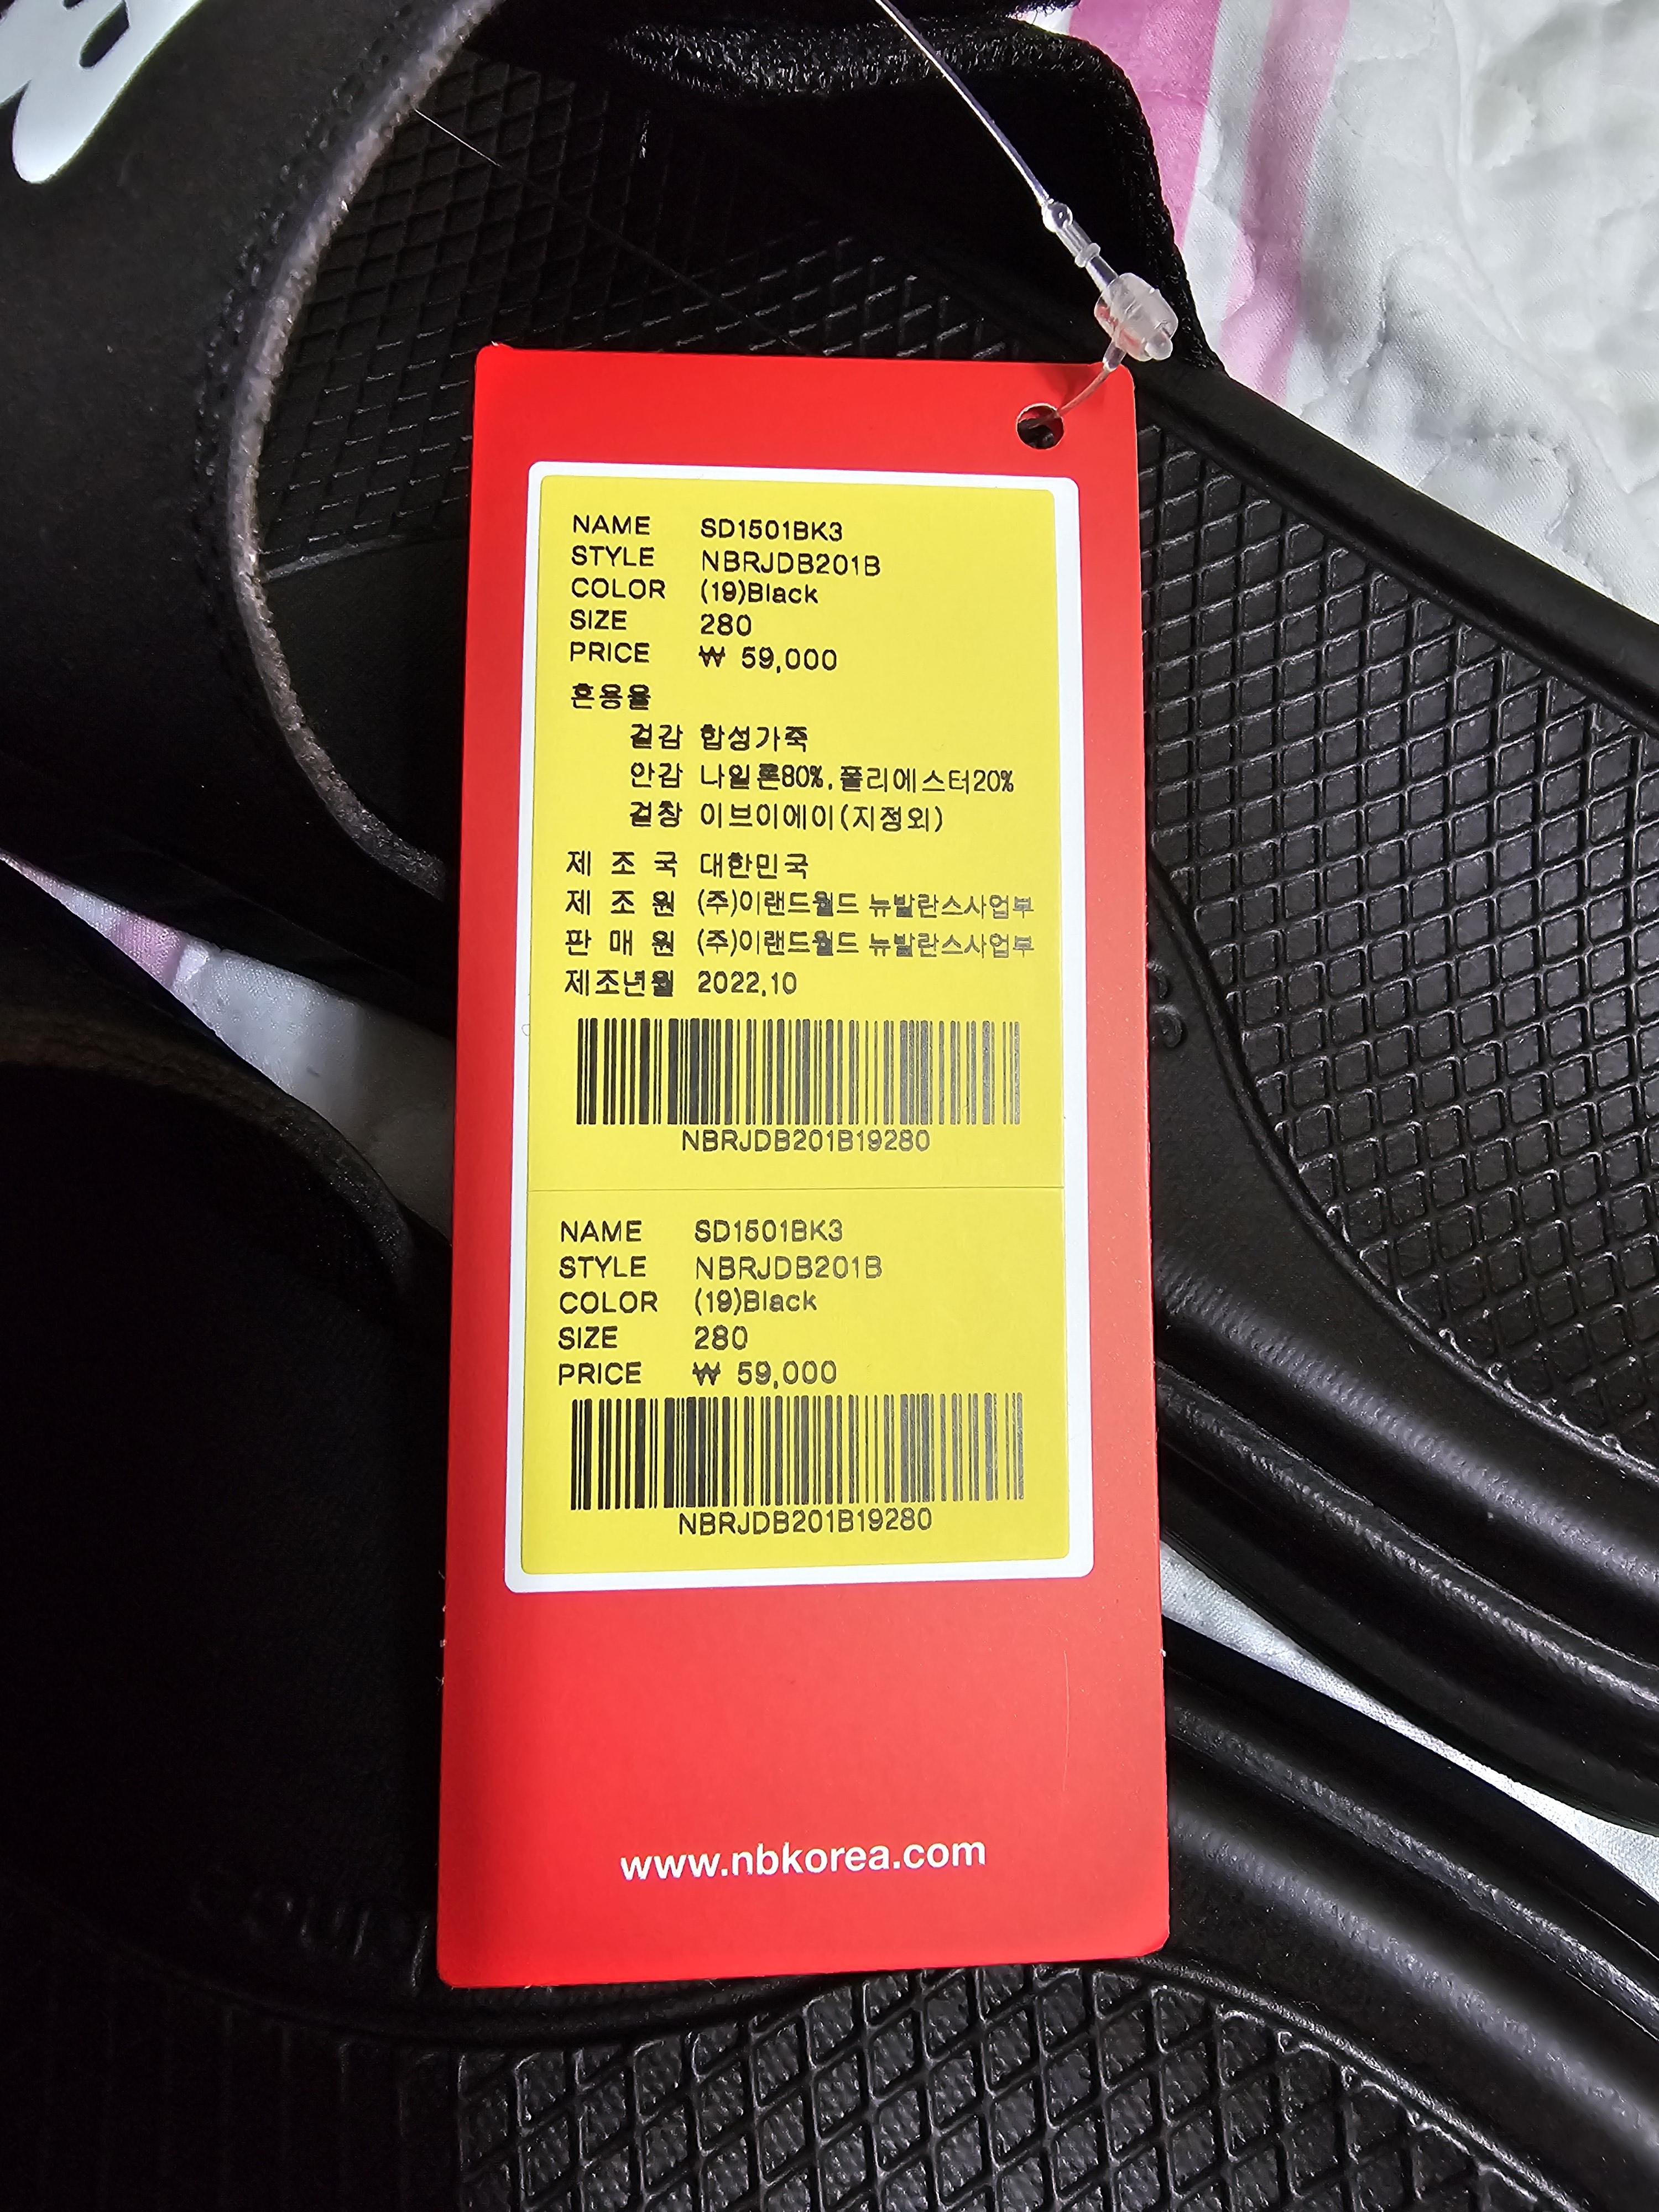 NAME SD1501BK3
STYLE NBRJDB201B
COLOR (19)Black
SIZE 280
PRICE ₩ 59,000
혼용율
겉감 합성가죽
안감 나일론80%,폴리에스터20%
겉창 이브이에이(지정외)
제 조 국 대한민국
제 조 원 (주)이랜드월드 뉴발란스사업부
판 매 원 (주)이랜드월드 뉴발란스사업부
제조년월 2022.10
NBRJDB201B19280
NAME SD1501BK3
STYLE NBRJDB201B
COLOR (19)Black
SIZE 280
PRICE ₩ 59,000
NBRJDB201B19280
www.nbkorea.com